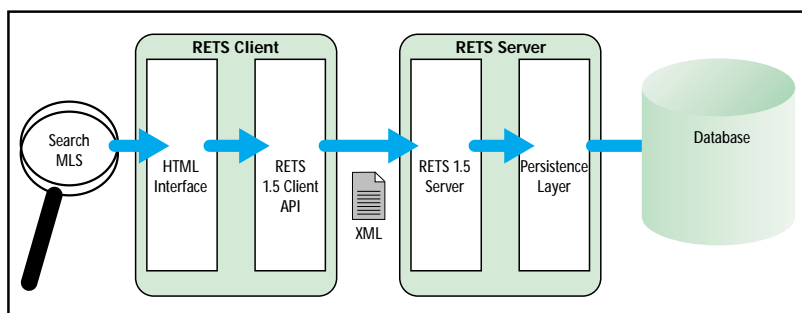 RETS Client
RETS Server
Search
MLS
HTML
Interface
RETS
1.5 Client
API
XML
RETS 1.5
Server
Persistence
Layer
Database